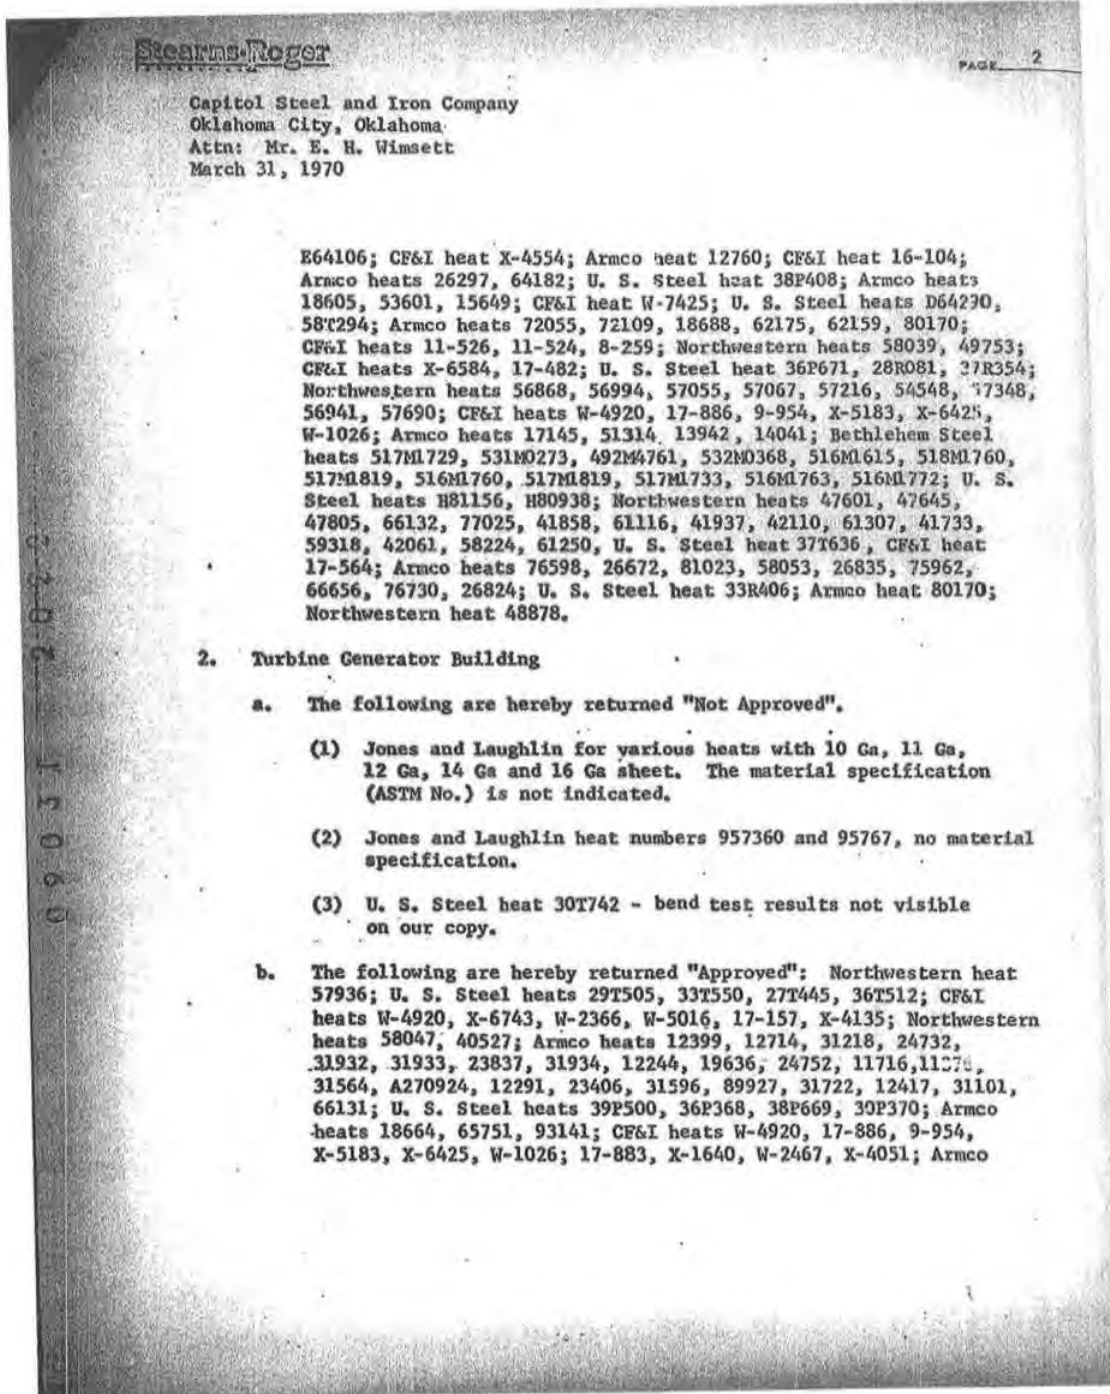 Stearns-Roger
PAGE 2
Capitol Steel and Iron Company
Oklahoma City, Oklahoma
Attn: Mr. E. H. Wimsett
March 31, 1970
E64106; CF&I heat X-4554; Armco heat 12760; CF&I heat 16-104;
Armco heats 26297, 64182; U. S. Steel heat 38P408; Armco heats
18605, 53601, 15649; CF&I heat W-7425; U. S. Steel heats D64290,
58T294; Armco heats 72055, 72109, 18688, 62175, 62159, 80170;
CF&I heats 11-526, 11-524, 8-259; Northwestern heats 58039, 49753;
CF&I heats X-6584, 17-482; U. S. Steel heat 36P671, 28R081, 37R354;
Northwestern heats 56868, 56994, 57055, 57067, 57216, 54548, 57348,
56941, 57690; CF&I heats W-4920, 17-886, 9-954, X-5183, X-6425,
W-1026; Armco heats 17145, 51314, 13942, 14041; Bethlehem Steel
heats 517M1729, 531M0273, 492M4761, 532M0368, 516M1615, 518M1760,
517M1819, 516M1760, 517M1819, 517M1733, 516M1763, 516M1772; U. S.
Steel heats H81156, H80938; Northwestern heats 47601, 47645,
47805, 66132, 77025, 41858, 61116, 41937, 42110, 61307, 41733,
59318, 42061, 58224, 61250, U. S. Steel heat 37T636, CF&I heat
17-564; Armco heats 76598, 26672, 81023, 58053, 26835, 75962,
66656, 76730, 26824; U. S. Steel heat 33R406; Armco heat 80170;
Northwestern heat 48878.
2. Turbine Generator Building
a. The following are hereby returned "Not Approved".
(1) Jones and Laughlin for various heats with 10 Ga, 11 Ga,
12 Ga, 14 Ga and 16 Ga sheet. The material specification
(ASTM No.) is not indicated.
(2) Jones and Laughlin heat numbers 957360 and 95767, no material
specification.
(3) U. S. Steel heat 30T742 - bend test results not visible
on our copy.
b. The following are hereby returned "Approved": Northwestern heat
57936; U. S. Steel heats 29T505, 33T550, 27T445, 36T512; CF&I
heats W-4920, X-6743, W-2366, W-5016, 17-157, X-4135; Northwestern
heats 58047, 40527; Armco heats 12399, 12714, 31218, 24732,
31932, 31933, 23837, 31934, 12244, 19636, 24752, 11716,
31564, A270924, 12291, 23406, 31596, 89927, 31722, 12417, 31101,
66131; U. S. Steel heats 39P500, 36P368, 38P669, 39P370; Armco
heats 18664, 65751, 93141; CF&I heats W-4920, 17-886, 9-954,
X-5183, X-6425, W-1026; 17-883, X-1640, W-2467, X-4051; Armco